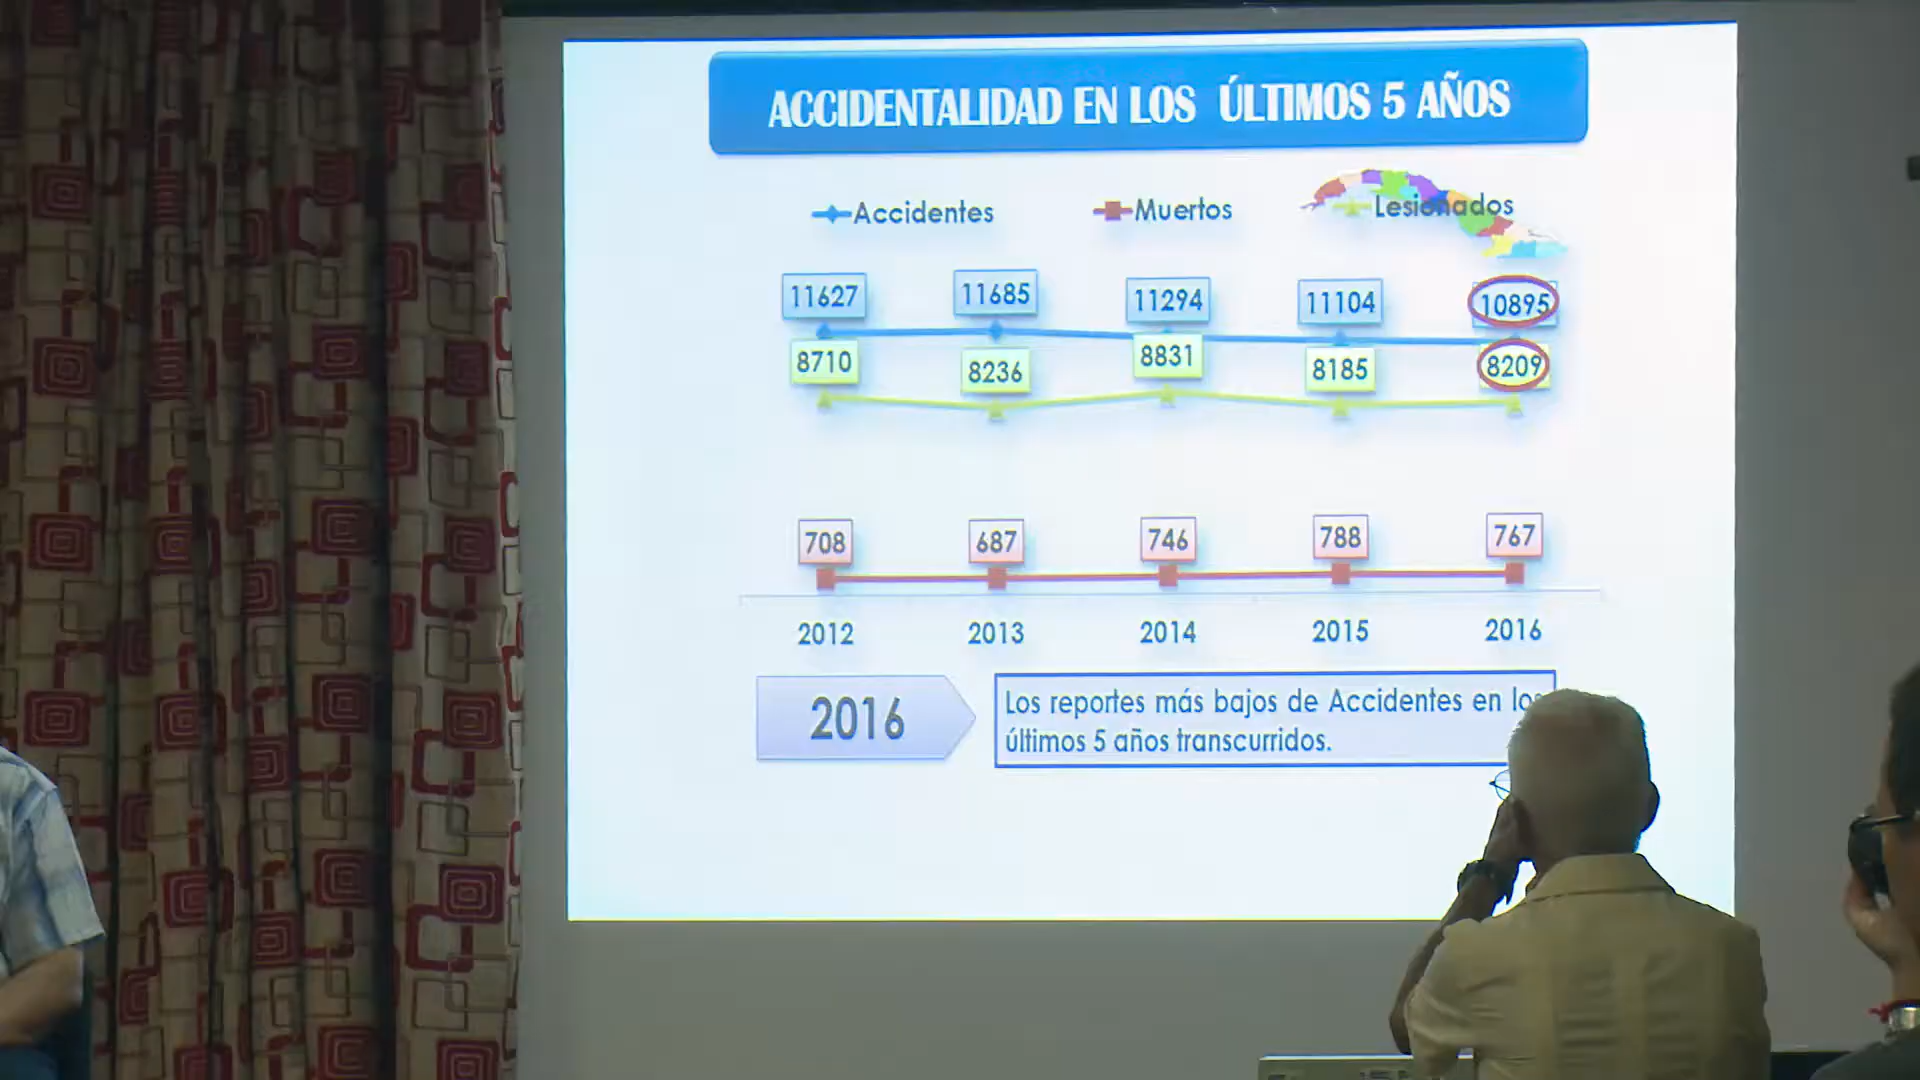 ACCIDENTALIDAD EN LOS ÚLTIMOS 5 AÑOS
Accidentes Muertos Lesionados
11627 11685 11294 11104 10895
8710 8236 8831 8185 8209
708 687 746 788 767
2012 2013 2014 2015 2016
2016
Los reportes más bajos de Accidentes en los
últimos 5 años transcurridos.